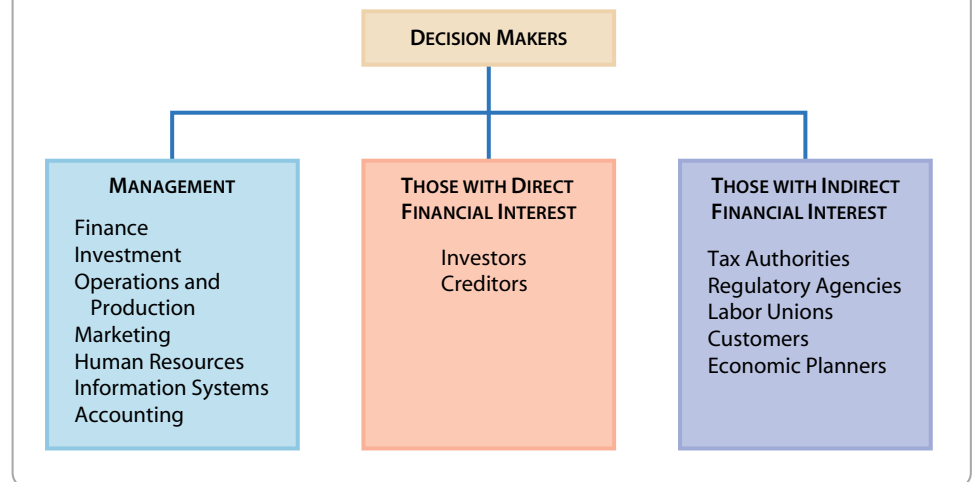 DECISION MAKERS
MANAGEMENT
Finance
Investment
Operations and
Production
Marketing
Human Resources
Information Systems
Accounting
THOSE WITH DIRECT
FINANCIAL INTEREST
Investors
Creditors
THOSE WITH INDIRECT
FINANCIAL INTEREST
Tax Authorities
Regulatory Agencies
Labor Unions
Customers
Economic Planners